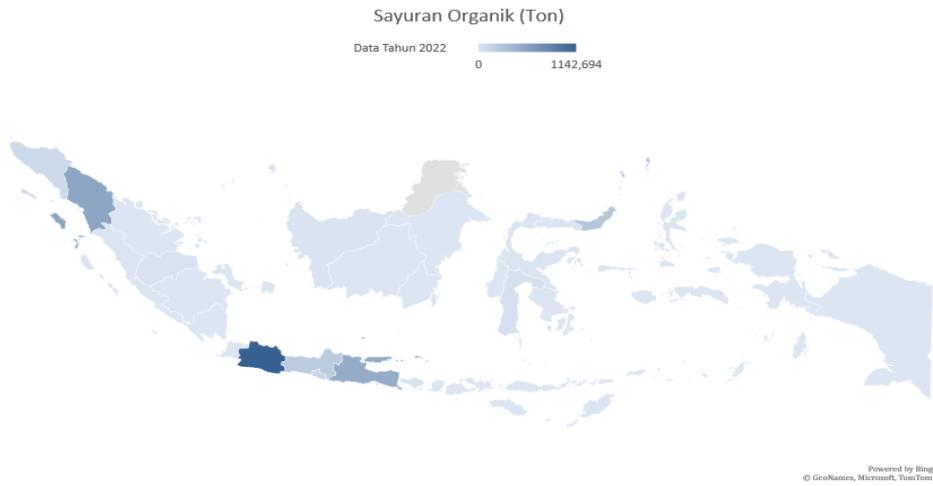 Sayuran Organik (Ton)
Data Tahun 2022
0
1142,694
Powered by Bing
© GeoNames, Microsoft, TomTom